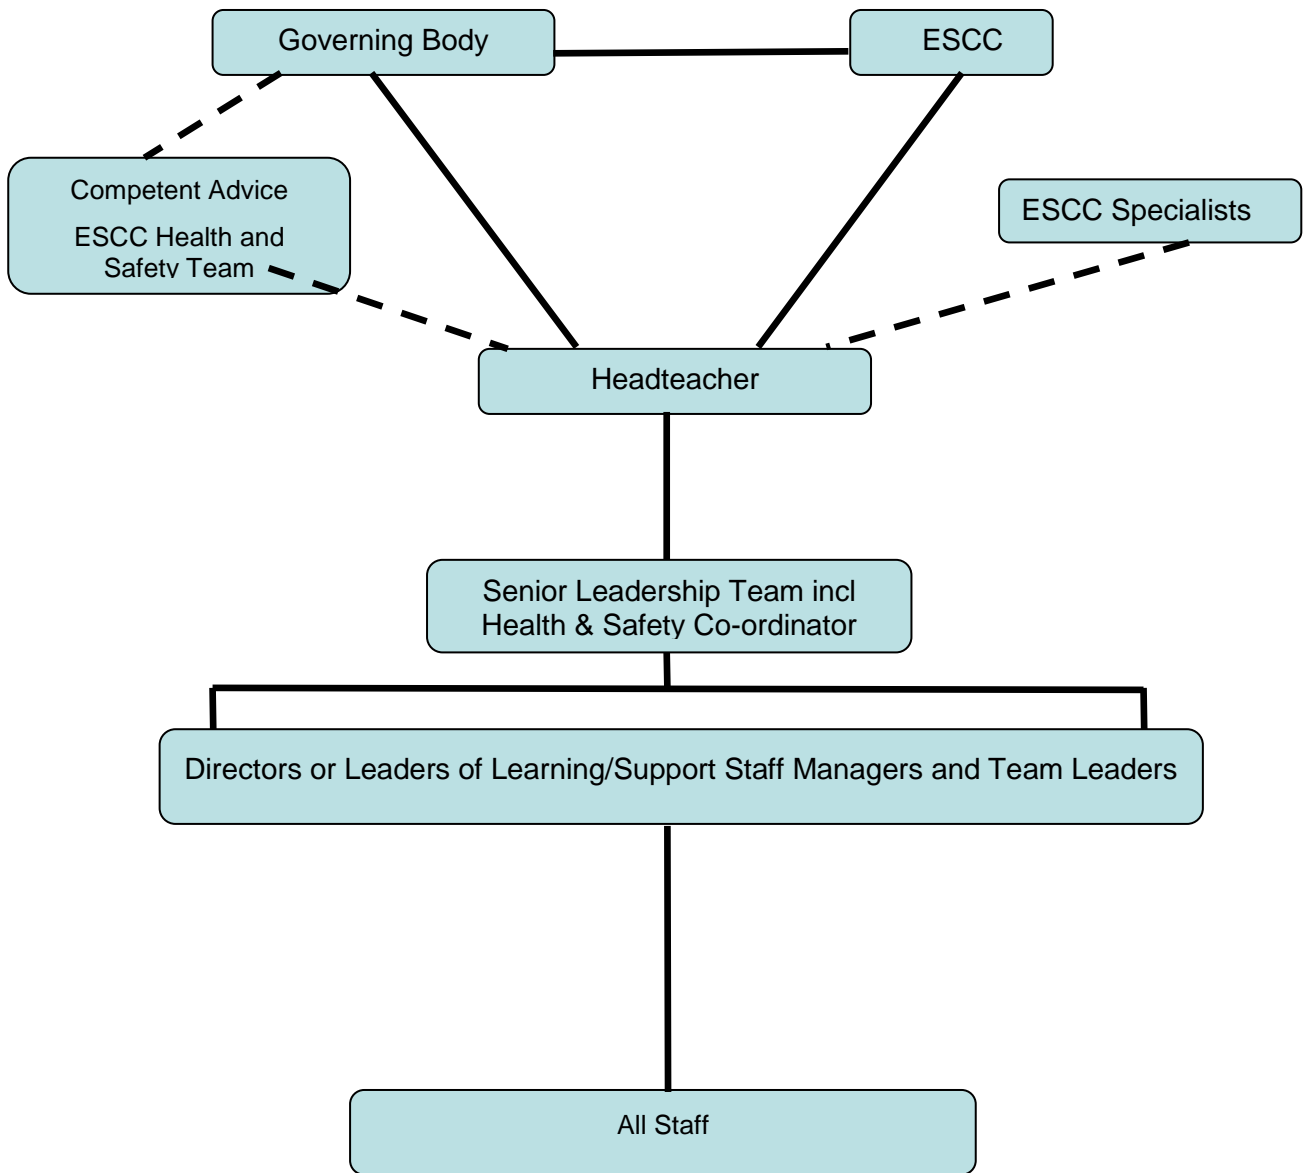 Governing Body
ESCC
Competent Advice
ESCC Health and
Safety Team
ESCC Specialists
Headteacher
Senior Leadership Team incl
Health & Safety Co-ordinator
Directors or Leaders of Learning/Support Staff Managers and Team Leaders
All Staff